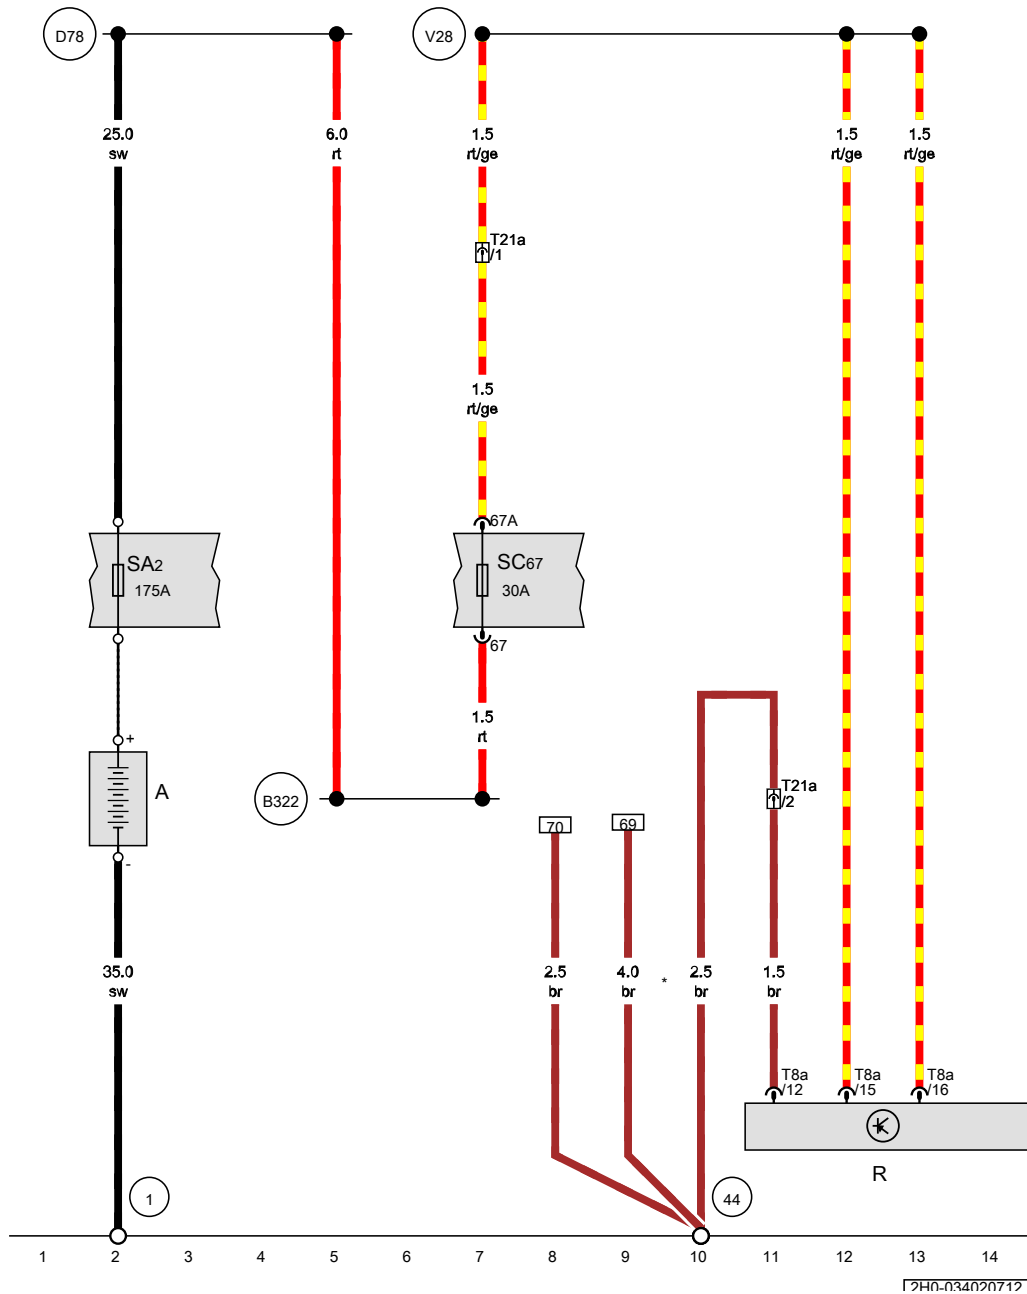 D78
V28
25.0
sw
6.0
rt
1.5
rt/ge
1.5
rt/ge
1.5
rt/ge
T21a
/1
1.5
rt/ge
67A
SA2
175A
SC67
30A
67
1.5
rt
+
A
-
B322
T21a
/2
70
69
35.0
sw
2.5
br
4.0
br
*
2.5
br
1.5
br
T8a
/12
T8a
/15
T8a
/16
R
1
44
1 2 3 4 5 6 7 8 9 10 11 12 13 14
2H0-034020712